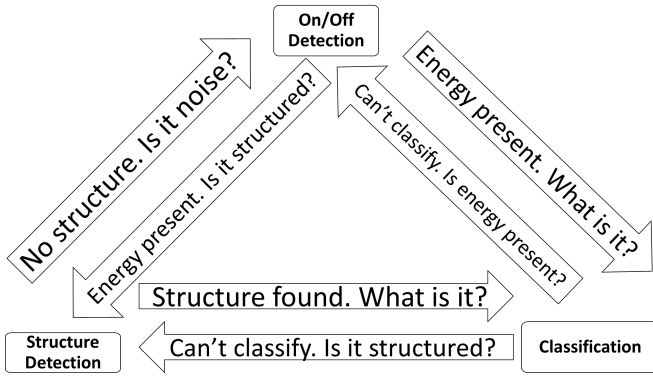 On/Off
Detection
No structure. Is it noise?
Energy present. Is it structured?
Can't classify. Is energy present?
Energy present. What is it?
Structure found. What is it?
Can't classify. Is it structured?
Structure
Detection
Classification